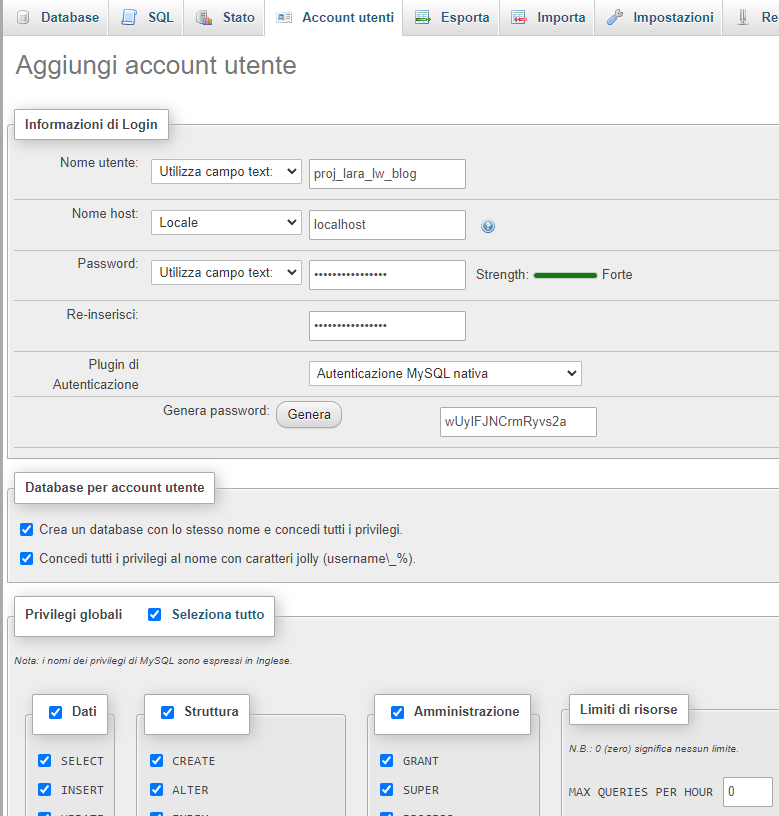 Database SQL Stato Account utenti Esporta Importa Impostazioni Re
Aggiungi account utente
Informazioni di Login
Nome utente: Utilizza campo text: proj_lara_lw_blog
Nome host: Locale localhost
Password: Utilizza campo text: •••••••••••••••• Strength: Forte
Re-inserisci: ••••••••••••••••
Plugin di
Autenticazione
Autenticazione MySQL nativa
Genera password: Genera wUyIFJNCrmRyvs2a
Database per account utente
Crea un database con lo stesso nome e concedi tutti i privilegi.
Concedi tutti i privilegi al nome con caratteri jolly (username\_%).
Privilegi globali Seleziona tutto
Nota: i nomi dei privilegi di MySQL sono espressi in Inglese.
Dati Struttura Amministrazione Limiti di risorse
N.B.: 0 (zero) significa nessun limite.
SELECT CREATE GRANT
INSERT ALTER SUPER MAX QUERIES PER HOUR 0